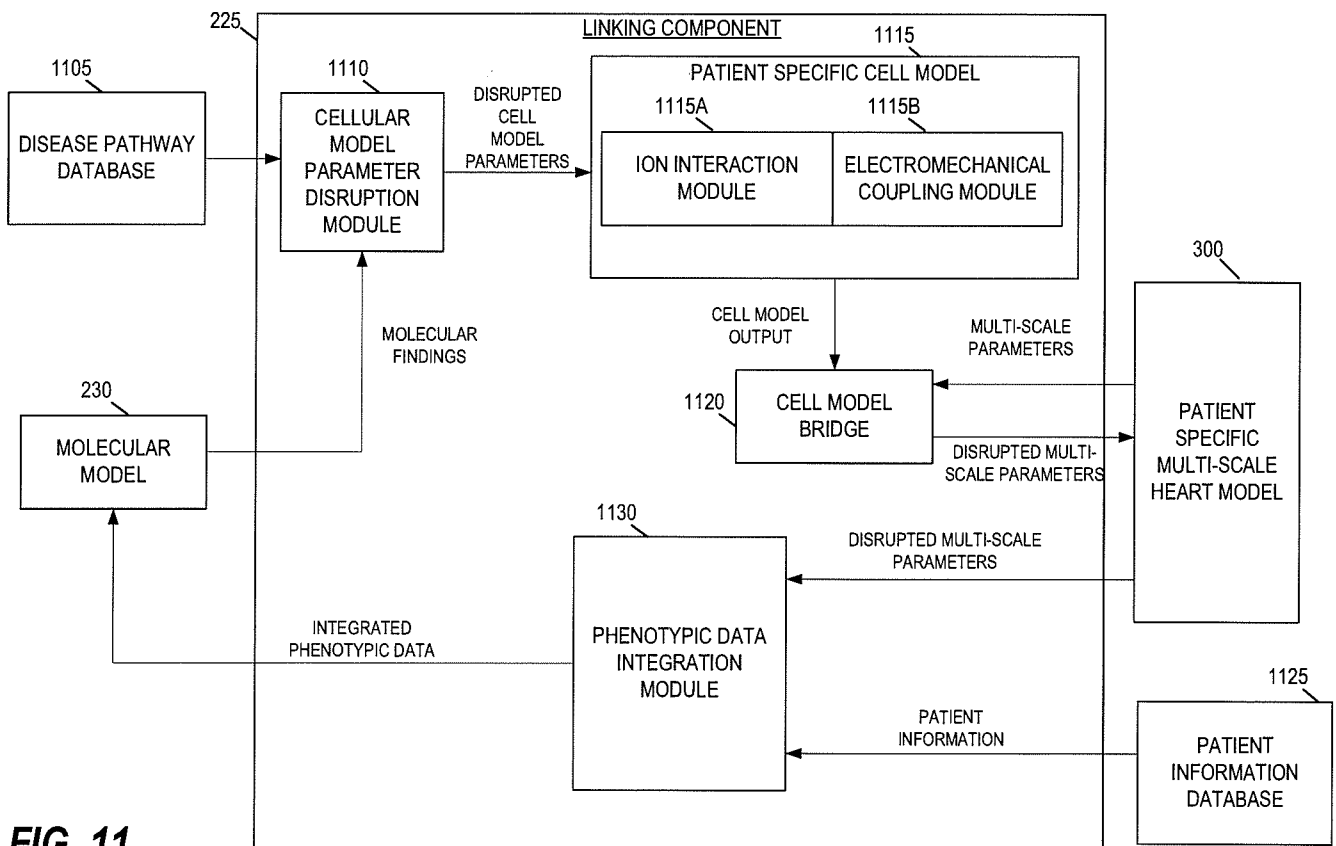 225
LINKING COMPONENT
1105
DISEASE PATHWAY
DATABASE
1110
CELLULAR
MODEL
PARAMETER
DISRUPTION
MODULE
DISRUPTED
CELL
MODEL
PARAMETERS
1115
PATIENT SPECIFIC CELL MODEL
1115A
ION INTERACTION
MODULE
1115B
ELECTROMECHANICAL
COUPLING MODULE
MOLECULAR
FINDINGS
230
MOLECULAR
MODEL
CELL MODEL
OUTPUT
1120
CELL MODEL
BRIDGE
MULTI-SCALE
PARAMETERS
DISRUPTED MULTI-
SCALE PARAMETERS
300
PATIENT
SPECIFIC
MULTI-SCALE
HEART MODEL
1130
PHENOTYPIC DATA
INTEGRATION
MODULE
DISRUPTED MULTI-SCALE
PARAMETERS
INTEGRATED
PHENOTYPIC DATA
PATIENT
INFORMATION
1125
PATIENT
INFORMATION
DATABASE
FIG. 11